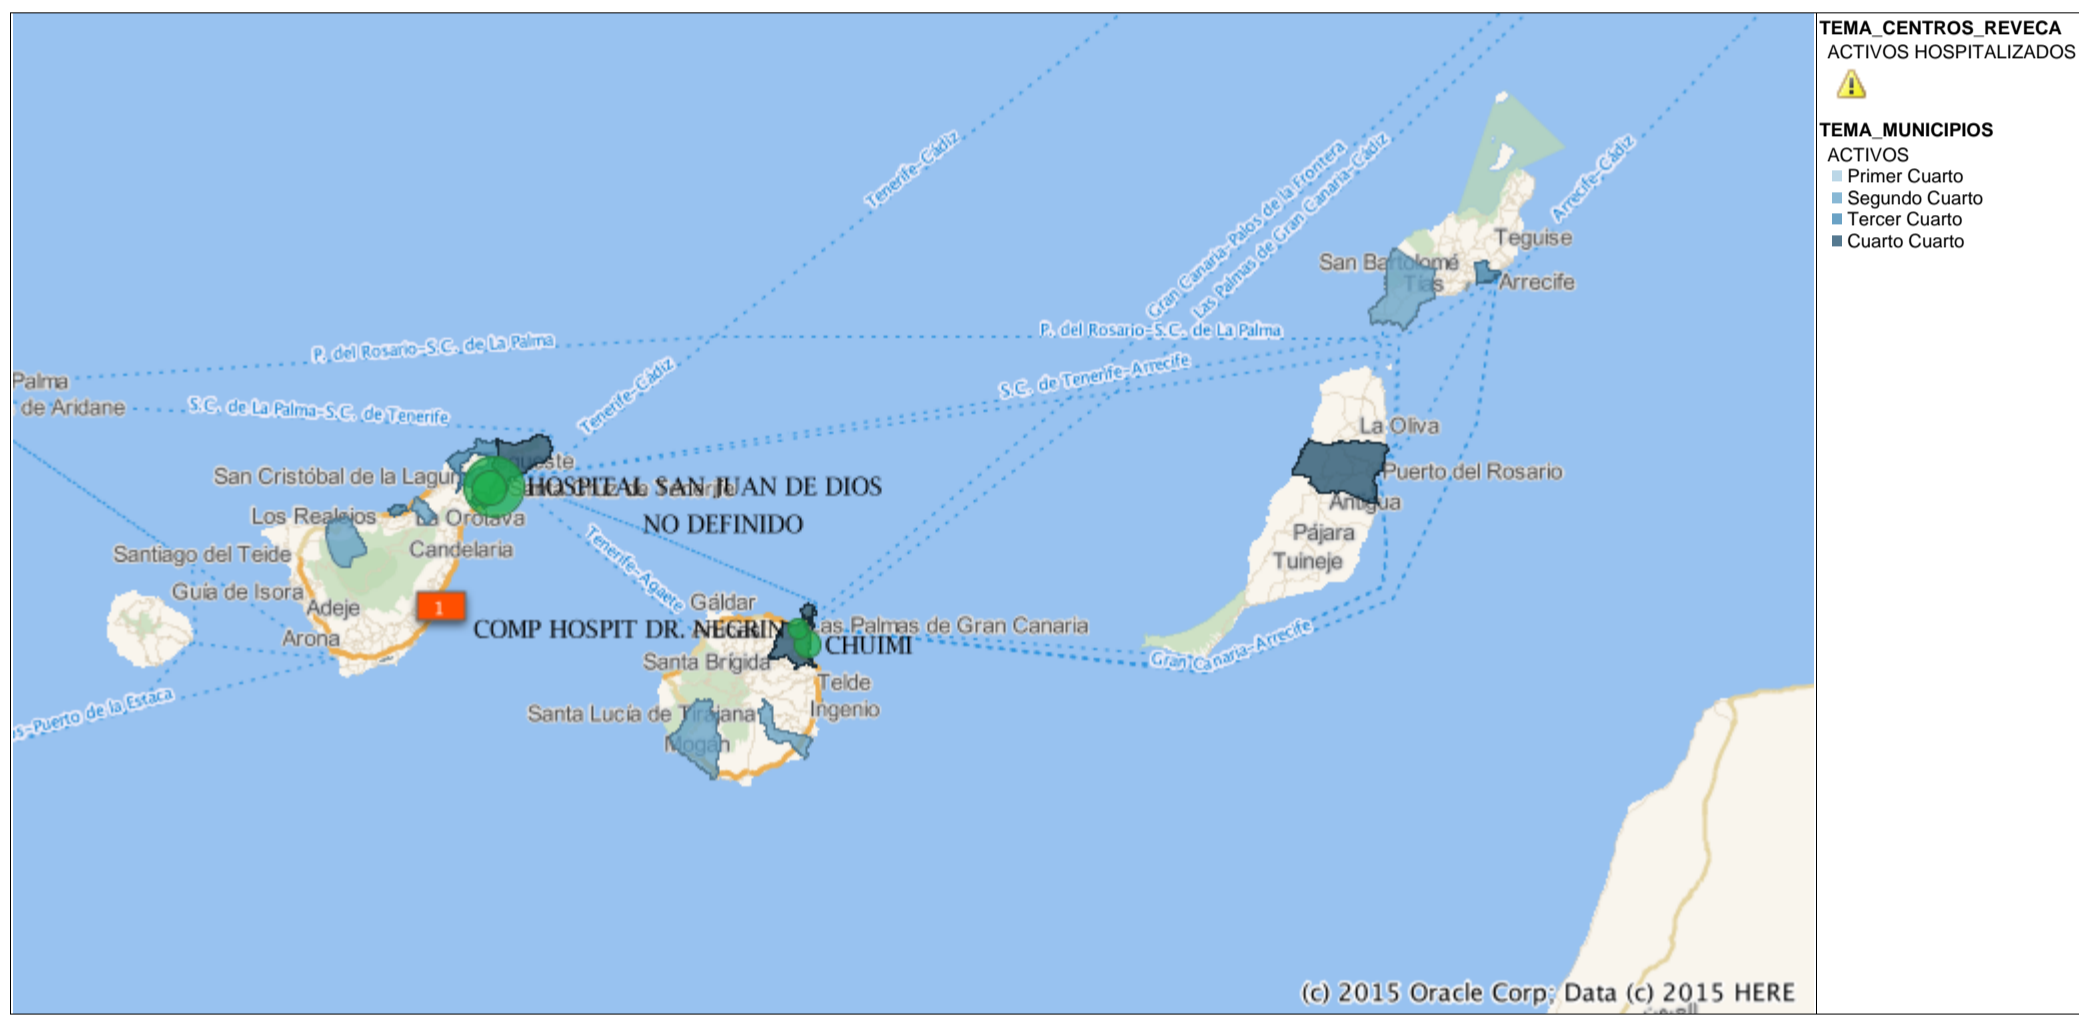 TEMA_CENTROS_REVECA
ACTIVOS HOSPITALIZADOS
TEMA_MUNICIPIOS
ACTIVOS
Primer Cuarto
Segundo Cuarto
Tercer Cuarto
Cuarto Cuarto
Tenerife-Cádiz
Gran Canaria-Palos de la Frontera
Las Palmas de Gran Canaria-Cádiz
Arrecife-Cádiz
Teguise
San Bartolomé
Tías
Arrecife
P. del Rosario-S.C. de La Palma
P. del Rosario-S.C. de La Palma
S.C. de Tenerife-Arrecife
Tenerife-Cádiz
Palma
de Aridane
S.C. de La Palma-S.C. de Tenerife
La Oliva
Puerto del Rosario
Antigua
Pájara
Tuineje
San Cristóbal de la Lagun
HOSPITAL SAN JUAN DE DIOS
NO DEFINIDO
Los Realejos
La Orotava
Candelaria
Santiago del Teide
Guía de Isora
Adeje
Arona
1
Tenerife-Agaete
Gáldar
COMP HOSPIT DR. NEGRIN
as Palmas de Gran Canaria
CHUIMI
Santa Brígida
Telde
Ingenio
Santa Lucía de Tirajana
Mogán
Gran Canaria-Arrecife
s-Puerto de la Estaca
(c) 2015 Oracle Corp; Data (c) 2015 HERE